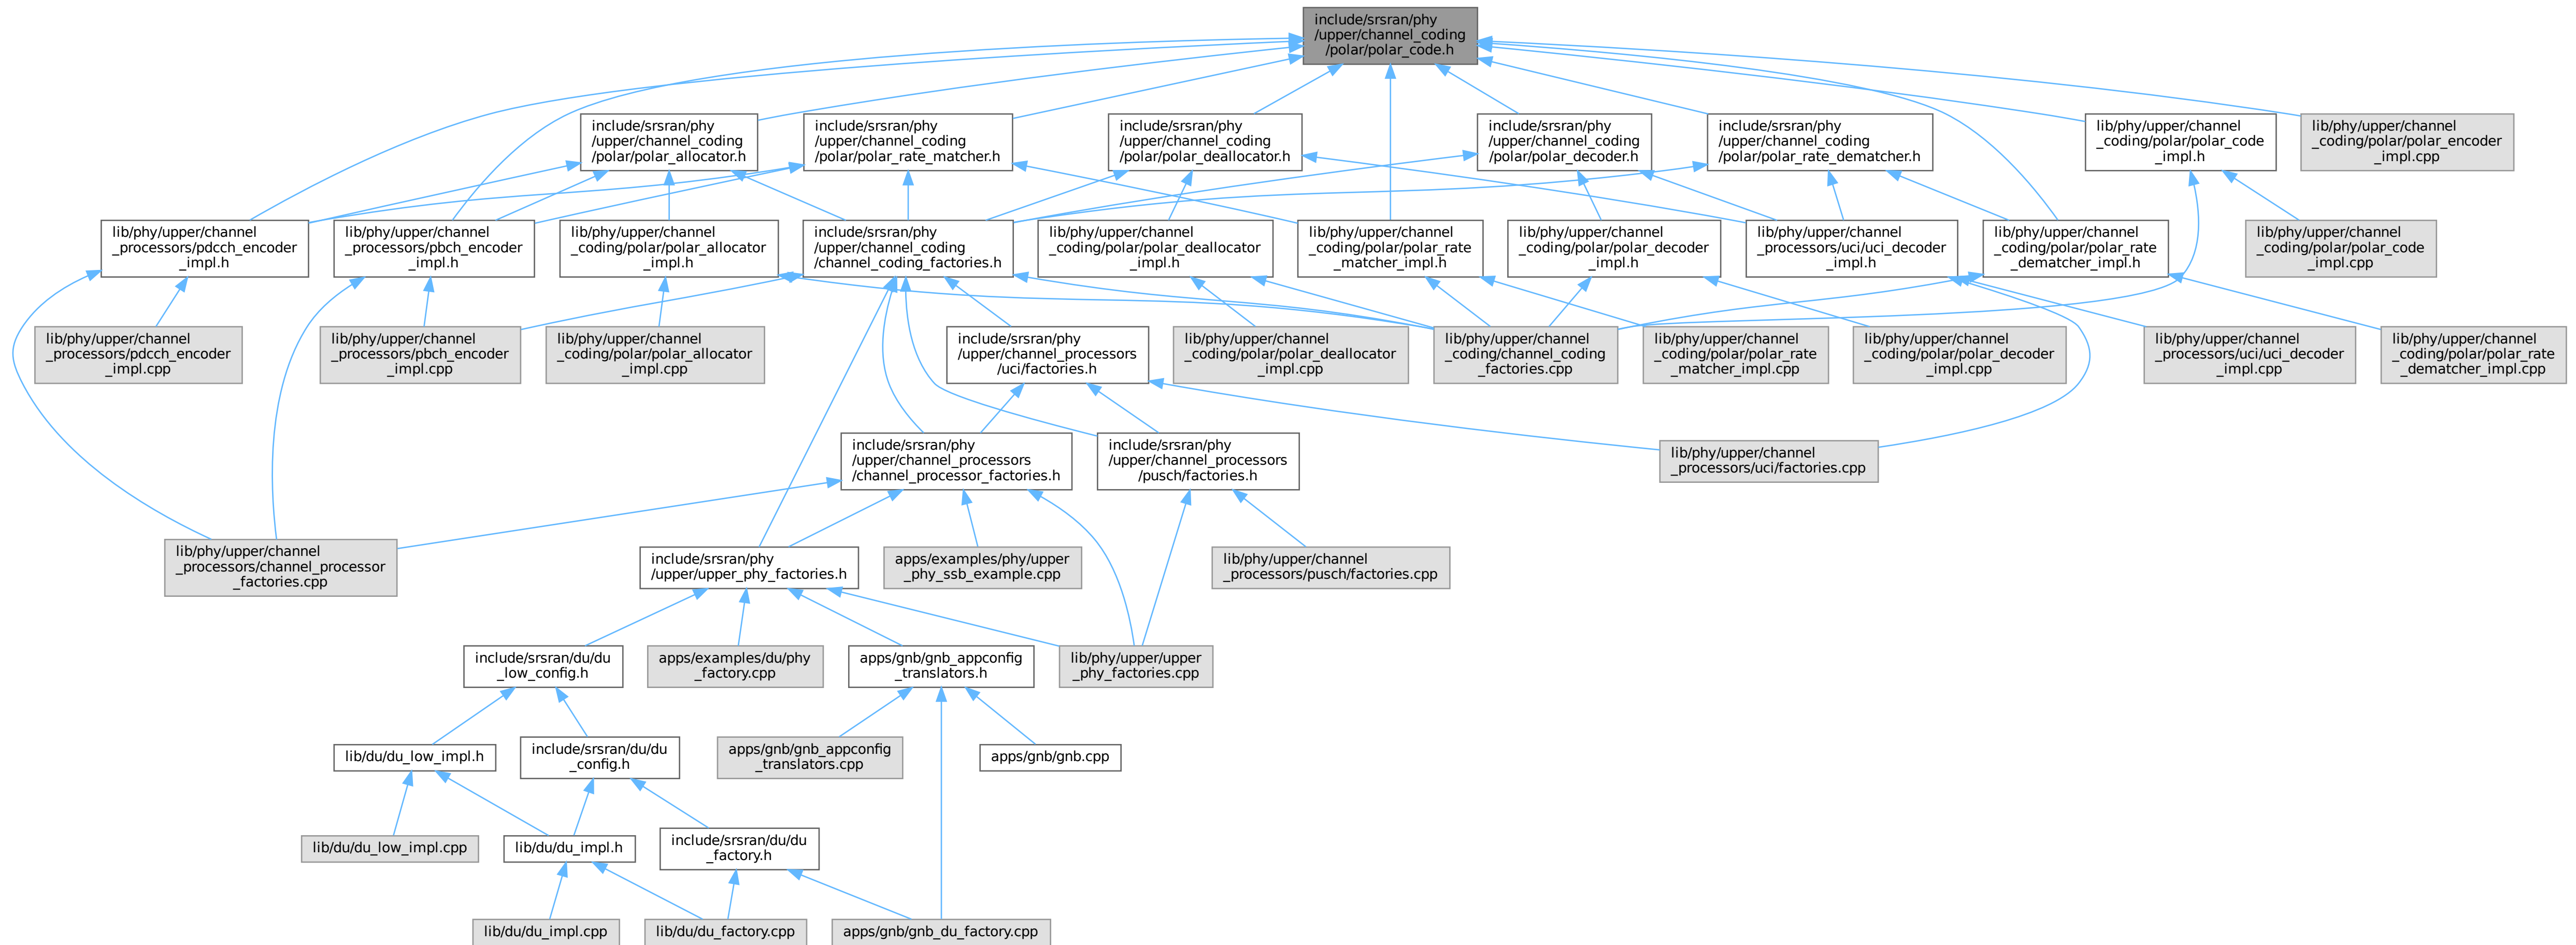 include/srsran/phy
/upper/channel_coding
/polar/polar_code.h
include/srsran/phy
/upper/channel_coding
/polar/polar_allocator.h
include/srsran/phy
/upper/channel_coding
/polar/polar_rate_matcher.h
include/srsran/phy
/upper/channel_coding
/polar/polar_deallocator.h
include/srsran/phy
/upper/channel_coding
/polar/polar_decoder.h
include/srsran/phy
/upper/channel_coding
/polar/polar_rate_dematcher.h
lib/phy/upper/channel
_coding/polar/polar_code
_impl.h
lib/phy/upper/channel
_coding/polar/polar_encoder
_impl.cpp
lib/phy/upper/channel
_processors/pdcch_encoder
_impl.h
lib/phy/upper/channel
_processors/pbch_encoder
_impl.h
lib/phy/upper/channel
_coding/polar/polar_allocator
_impl.h
include/srsran/phy
/upper/channel_coding
/channel_coding_factories.h
lib/phy/upper/channel
_coding/polar/polar_deallocator
_impl.h
lib/phy/upper/channel
_coding/polar/polar_rate
_matcher_impl.h
lib/phy/upper/channel
_coding/polar/polar_decoder
_impl.h
lib/phy/upper/channel
_processors/uci/uci_decoder
_impl.h
lib/phy/upper/channel
_coding/polar/polar_rate
_dematcher_impl.h
lib/phy/upper/channel
_coding/polar/polar_code
_impl.cpp
lib/phy/upper/channel
_processors/pdcch_encoder
_impl.cpp
lib/phy/upper/channel
_processors/pbch_encoder
_impl.cpp
lib/phy/upper/channel
_coding/polar/polar_allocator
_impl.cpp
include/srsran/phy
/upper/channel_processors
/uci/factories.h
lib/phy/upper/channel
_coding/polar/polar_deallocator
_impl.cpp
lib/phy/upper/channel
_coding/channel_coding
_factories.cpp
lib/phy/upper/channel
_coding/polar/polar_rate
_matcher_impl.cpp
lib/phy/upper/channel
_coding/polar/polar_decoder
_impl.cpp
lib/phy/upper/channel
_processors/uci/uci_decoder
_impl.cpp
lib/phy/upper/channel
_coding/polar/polar_rate
_dematcher_impl.cpp
include/srsran/phy
/upper/channel_processors
/channel_processor_factories.h
include/srsran/phy
/upper/channel_processors
/pusch/factories.h
lib/phy/upper/channel
_processors/uci/factories.cpp
lib/phy/upper/channel
_processors/channel_processor
_factories.cpp
include/srsran/phy
/upper/upper_phy_factories.h
apps/examples/phy/upper
_phy_ssb_example.cpp
lib/phy/upper/channel
_processors/pusch/factories.cpp
include/srsran/du/du
_low_config.h
apps/examples/du/phy
_factory.cpp
apps/gnb/gnb_appconfig
_translators.h
lib/phy/upper/upper
_phy_factories.cpp
lib/du/du_low_impl.h
include/srsran/du/du
_config.h
apps/gnb/gnb_appconfig
_translators.cpp
apps/gnb/gnb.cpp
lib/du/du_low_impl.cpp
lib/du/du_impl.h
include/srsran/du/du
_factory.h
lib/du/du_impl.cpp
lib/du/du_factory.cpp
apps/gnb/gnb_du_factory.cpp